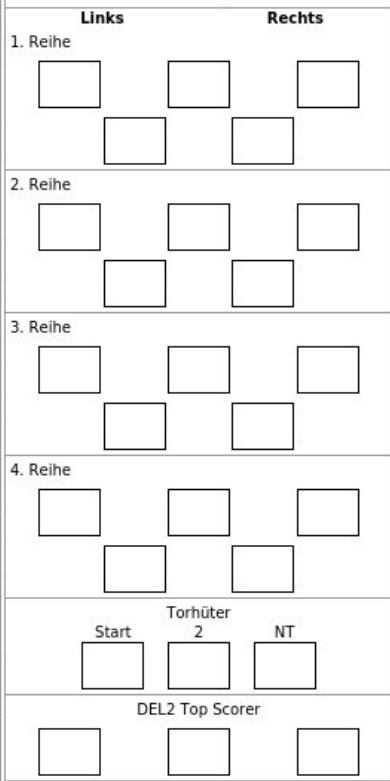 Links Rechts
1. Reihe
2. Reihe
3. Reihe
4. Reihe
Torhüter
Start 2 NT
DEL2 Top Scorer